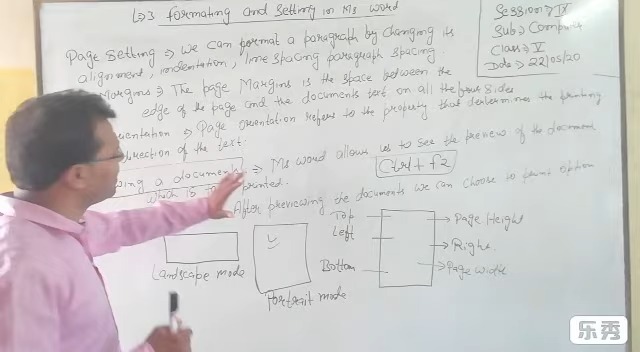 L.3 Formating and Setting in Ms word
Session:- IX
Sub:> Computer
Class:> V
Date:> 22/05/20
Page Setting => We can format a paragraph by changing its
alignment, indentation, line spacing paragraph spacing.
Margins => The page Margins is the space between the
edge of the page and the documents text on all the four Sides
entation => Page orientation refers to the property that determines the printing
direction of the text.
wing a document => Ms word allows us to see the preview of the document
which is to printed.
Ctrl + f2
After previewing the documents we can choose to print option
Top
Left
Bottom
Page Height
Right
Page width
Landscape mode
Portrait mode
乐秀